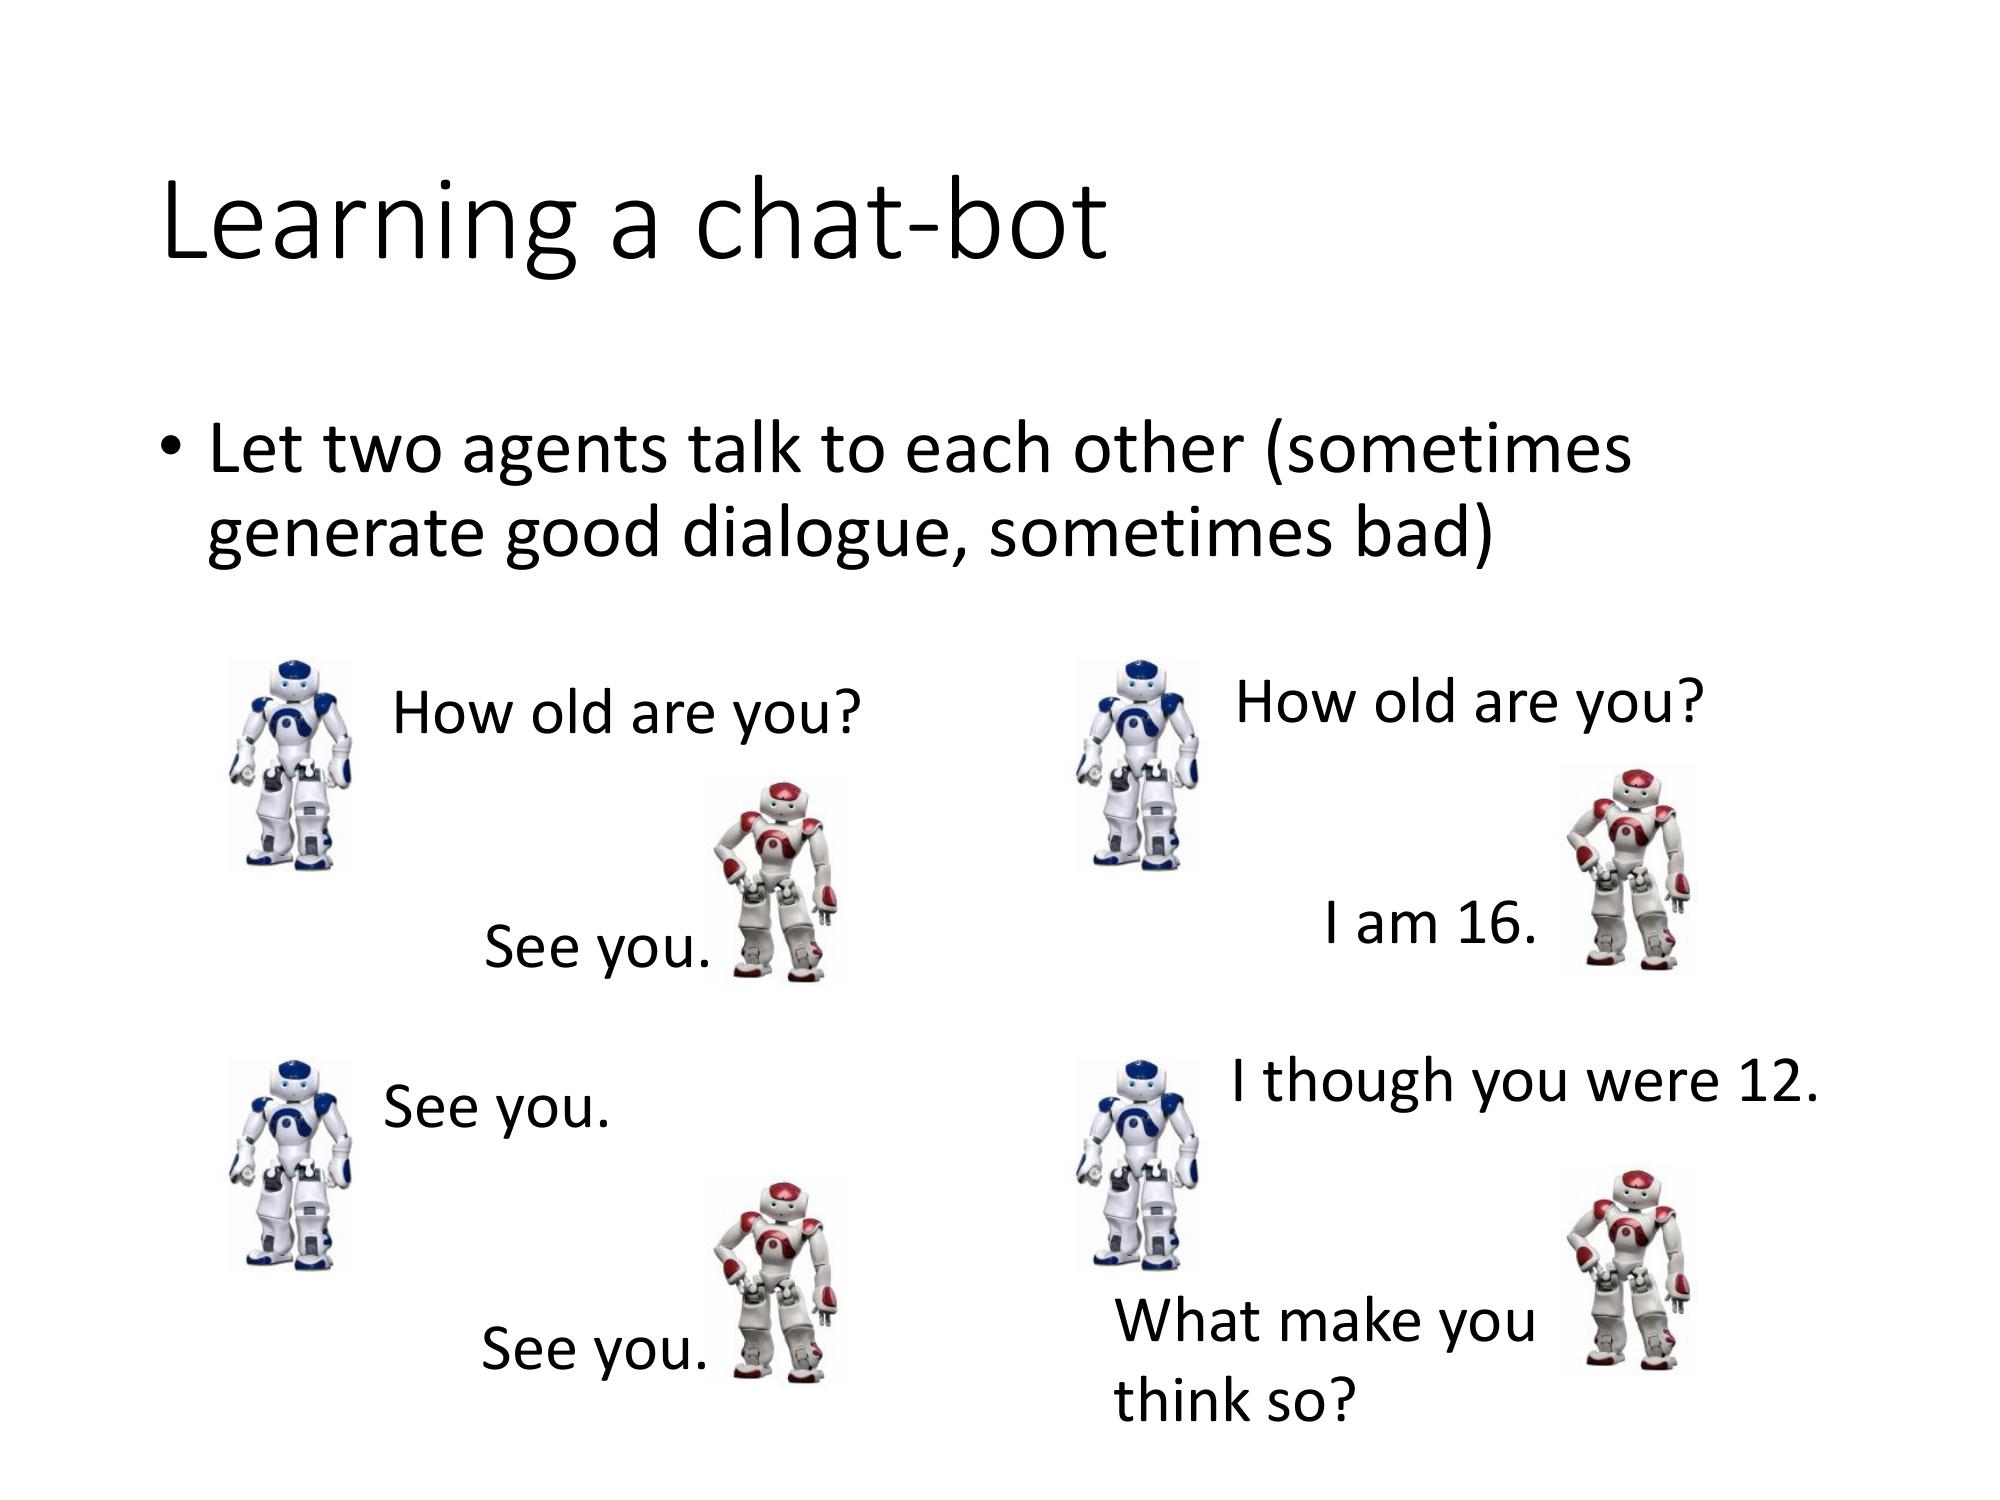 Learning a chat-bot
• Let two agents talk to each other (sometimes
generate good dialogue, sometimes bad)
How old are you?
See you.
See you.
See you.
How old are you?
I am 16.
I though you were 12.
What make you
think so?